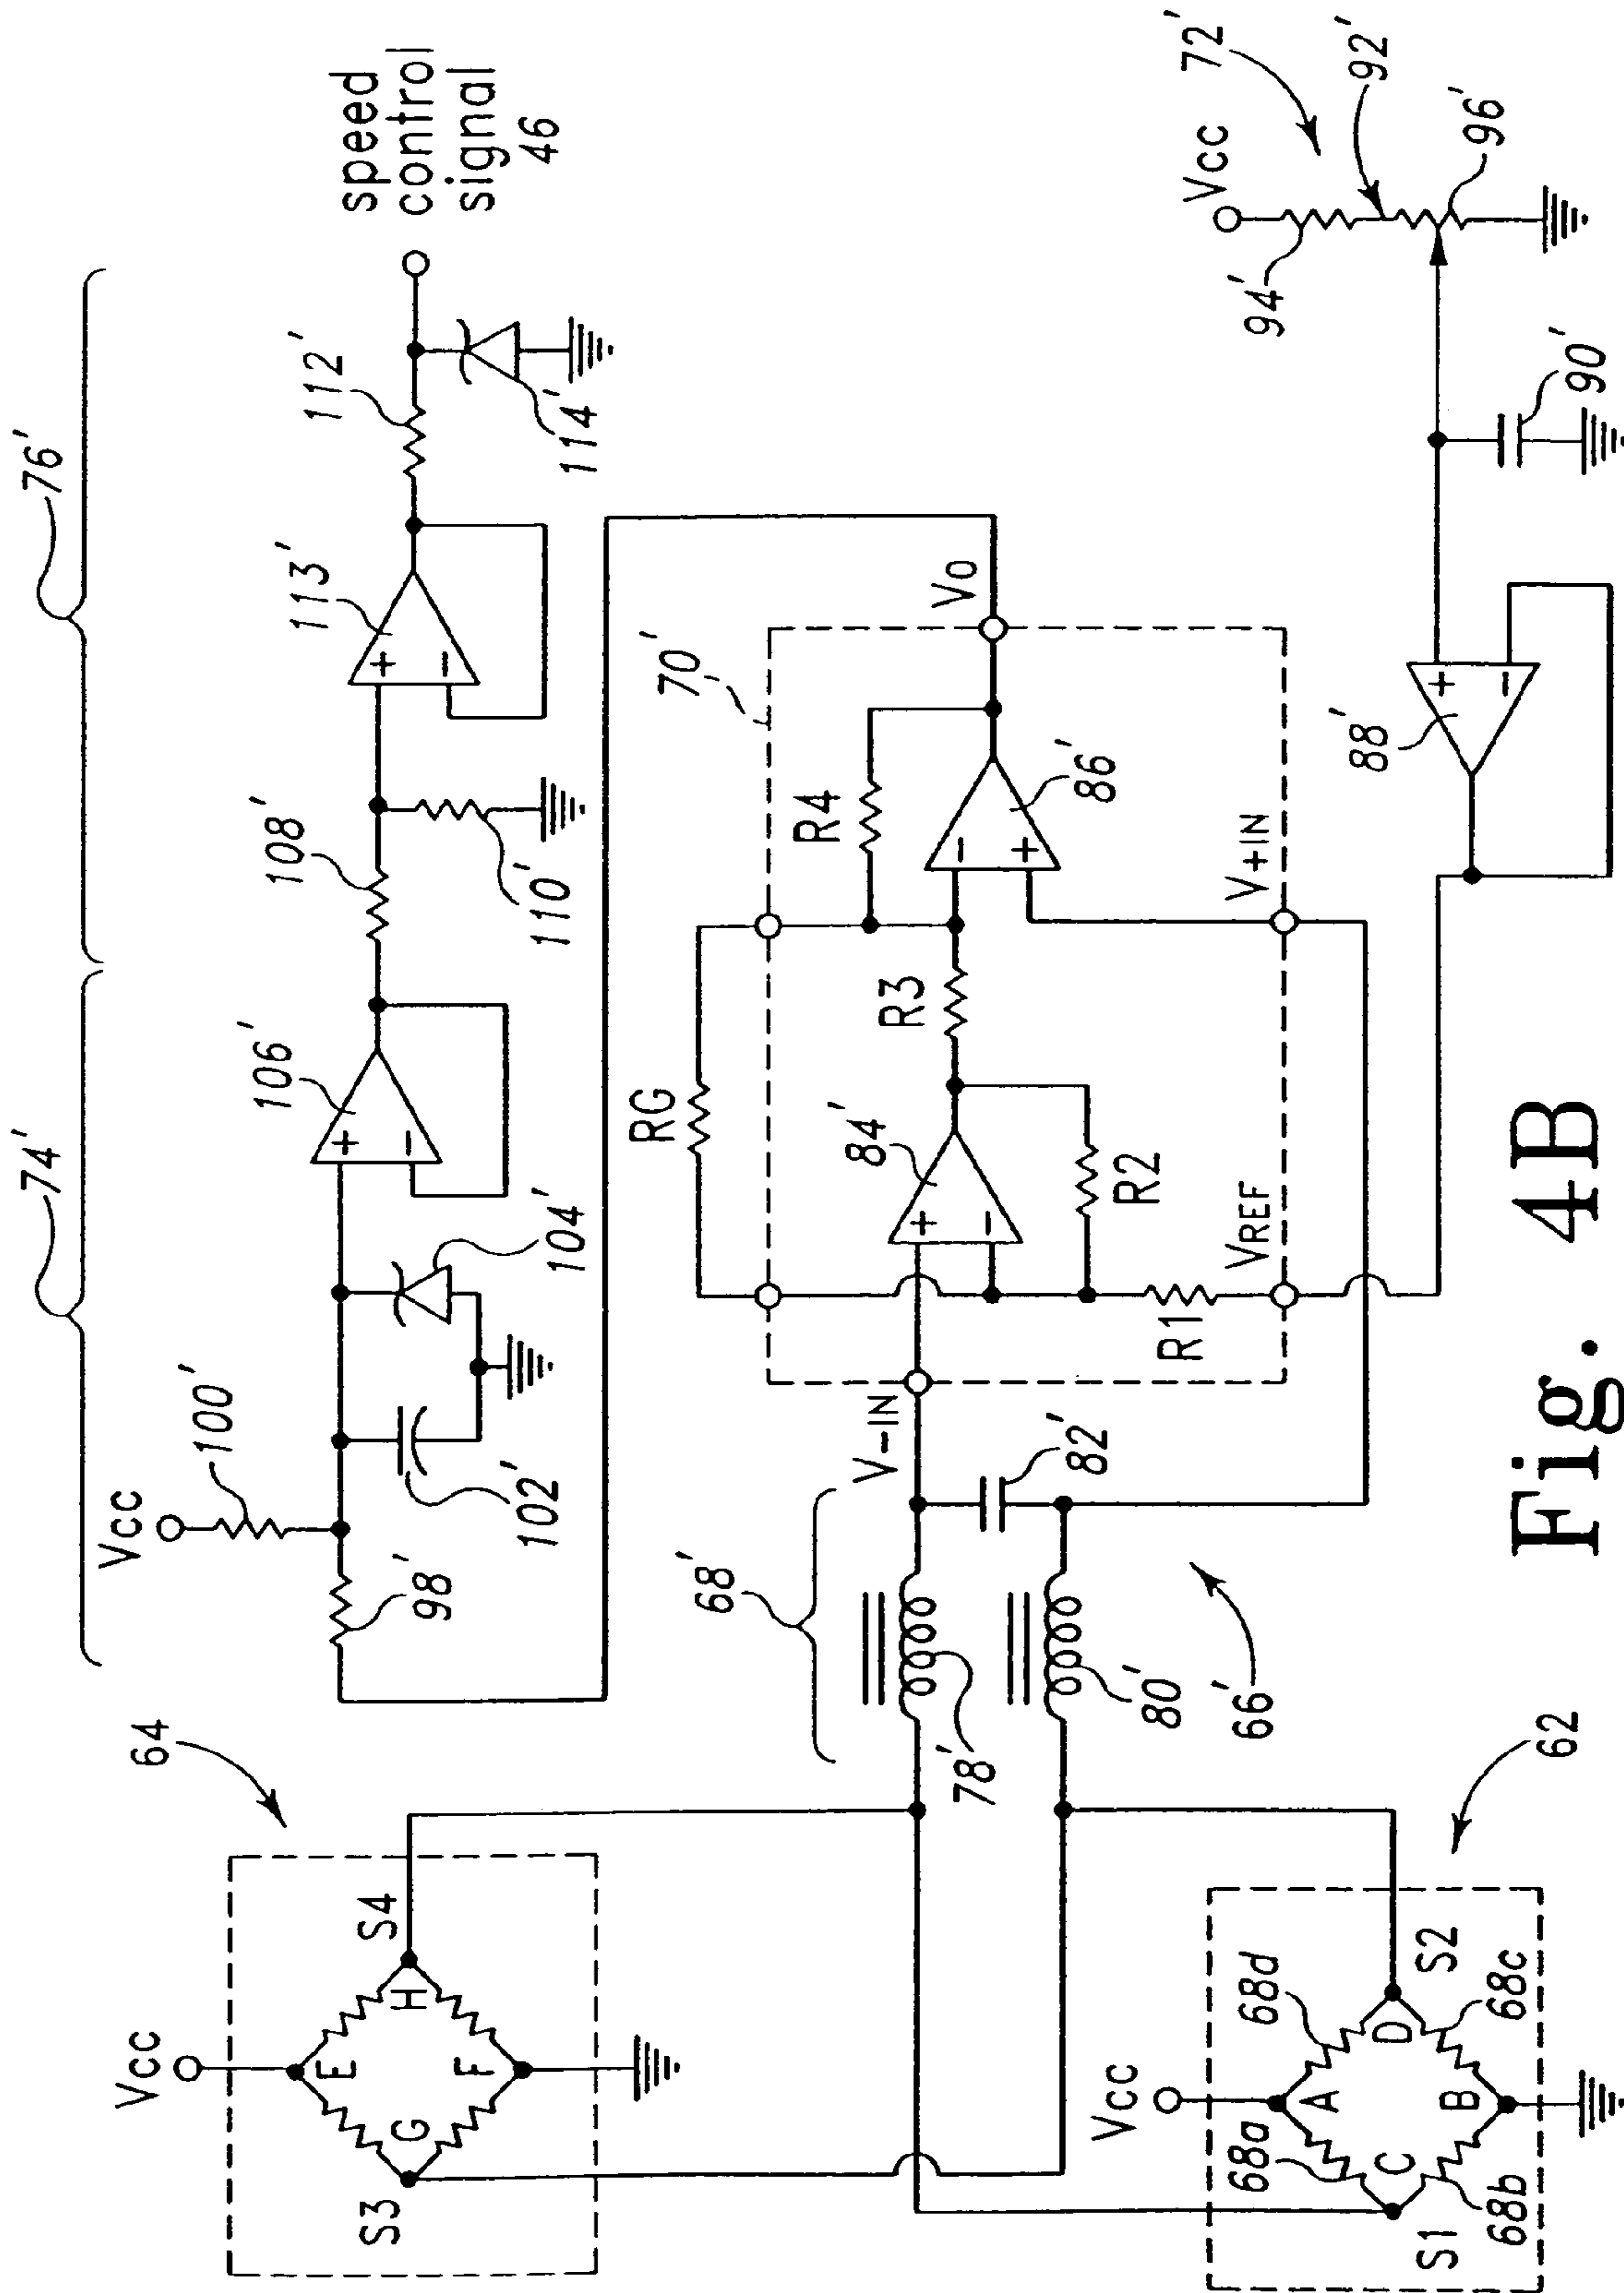 74'
76'
Vcc
100'
98'
102'
104'
106'
108'
110'
113'
112'
114'
speed
control
signal
46
64
Vcc
E
F
G
H
S3
S4
68'
78'
80'
82'
66'
V-IN
70'
RG
84'
R1
R2
R3
R4
86'
VREF
V+IN
VO
+
-
88'
90'
72'
Vcc
92'
94'
96'
62
Vcc
A
B
C
D
S1
S2
68a
68b
68c
68d
Fig. 4B